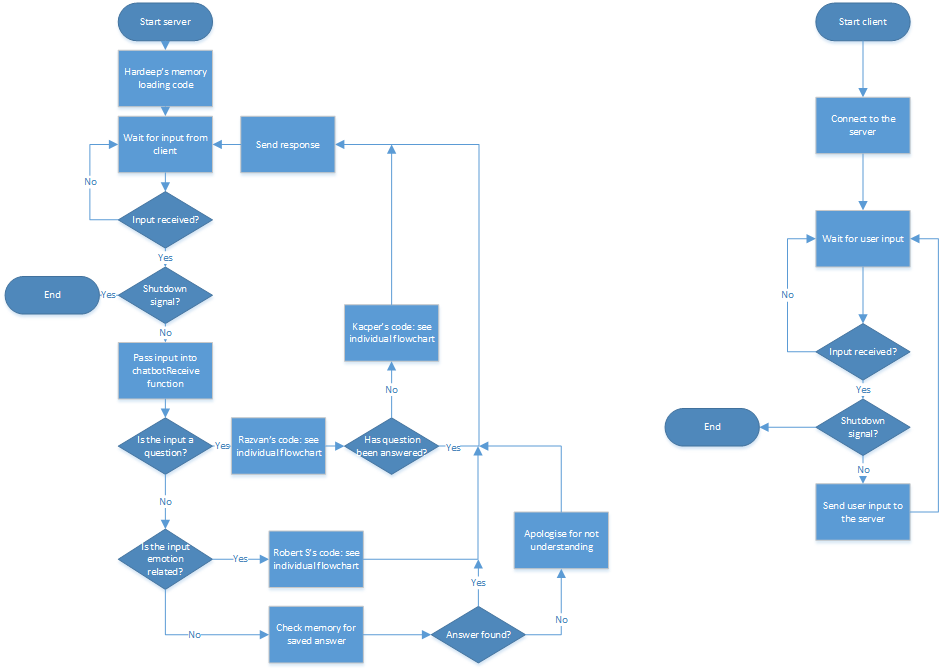 Start server
Start client
Hardeep's memory
loading code
Connect to the
server
Wait for input from
client
Send response
No
Input received?
Wait for user input
Yes
Shutdown
signal?
Yes
End
No
No
Kacper's code: see
individual flowchart
Input received?
Pass input into
chatbotReceive
function
No
Yes
Is the input a
question?
Yes
Razvan's code: see
individual flowchart
Has question
been answered?
Yes
Shutdown
signal?
End
No
No
Send user input to
the server
Apologise for not
understanding
Is the input
emotion
related?
Yes
Robert S's code: see
individual flowchart
Yes
No
Check memory for
saved answer
Answer found?
No